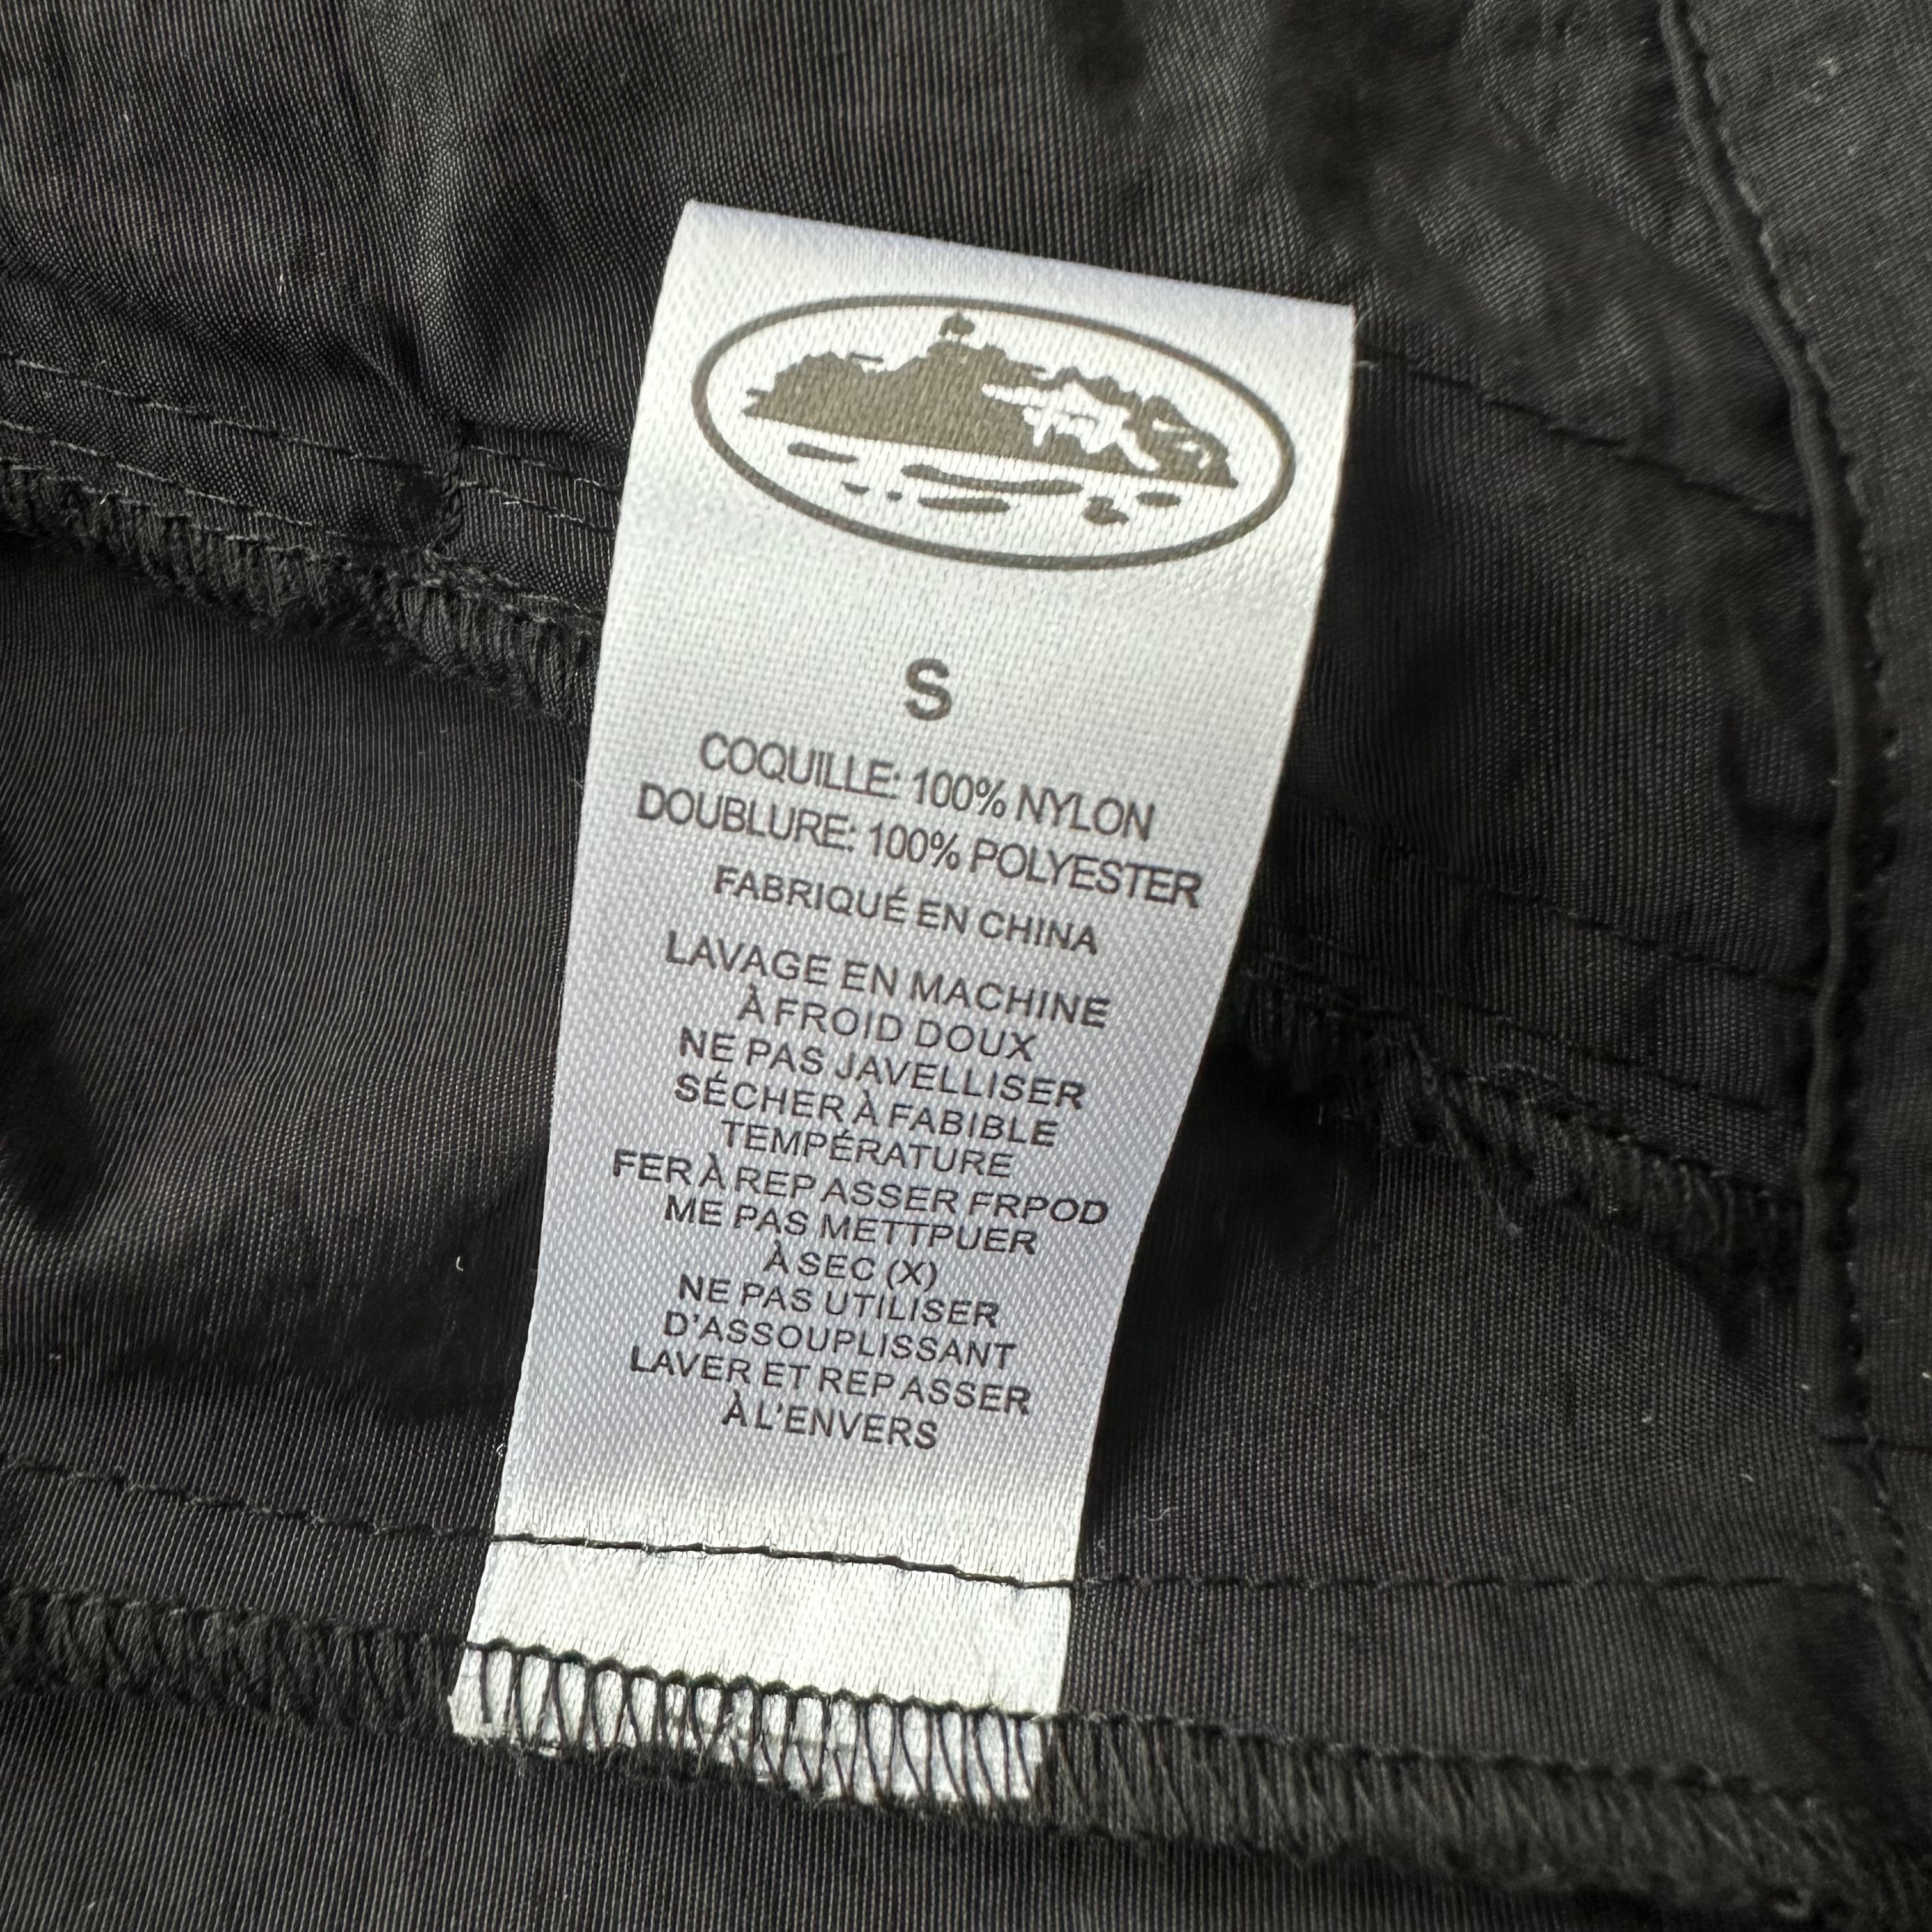 S
COQUILLE: 100% NYLON
DOUBLURE: 100% POLYESTER
FABRIQUÉ EN CHINA
LAVAGE EN MACHINE
À FROID DOUX
NE PAS JAVELLISER
SÉCHER À FABIBLE
TEMPÉRATURE
FER À REP ASSER FRPOD
ME PAS METTPUER
À SEC (X)
NE PAS UTILISER
D'ASSOUPLISSANT
LAVER ET REP ASSER
À L'ENVERS